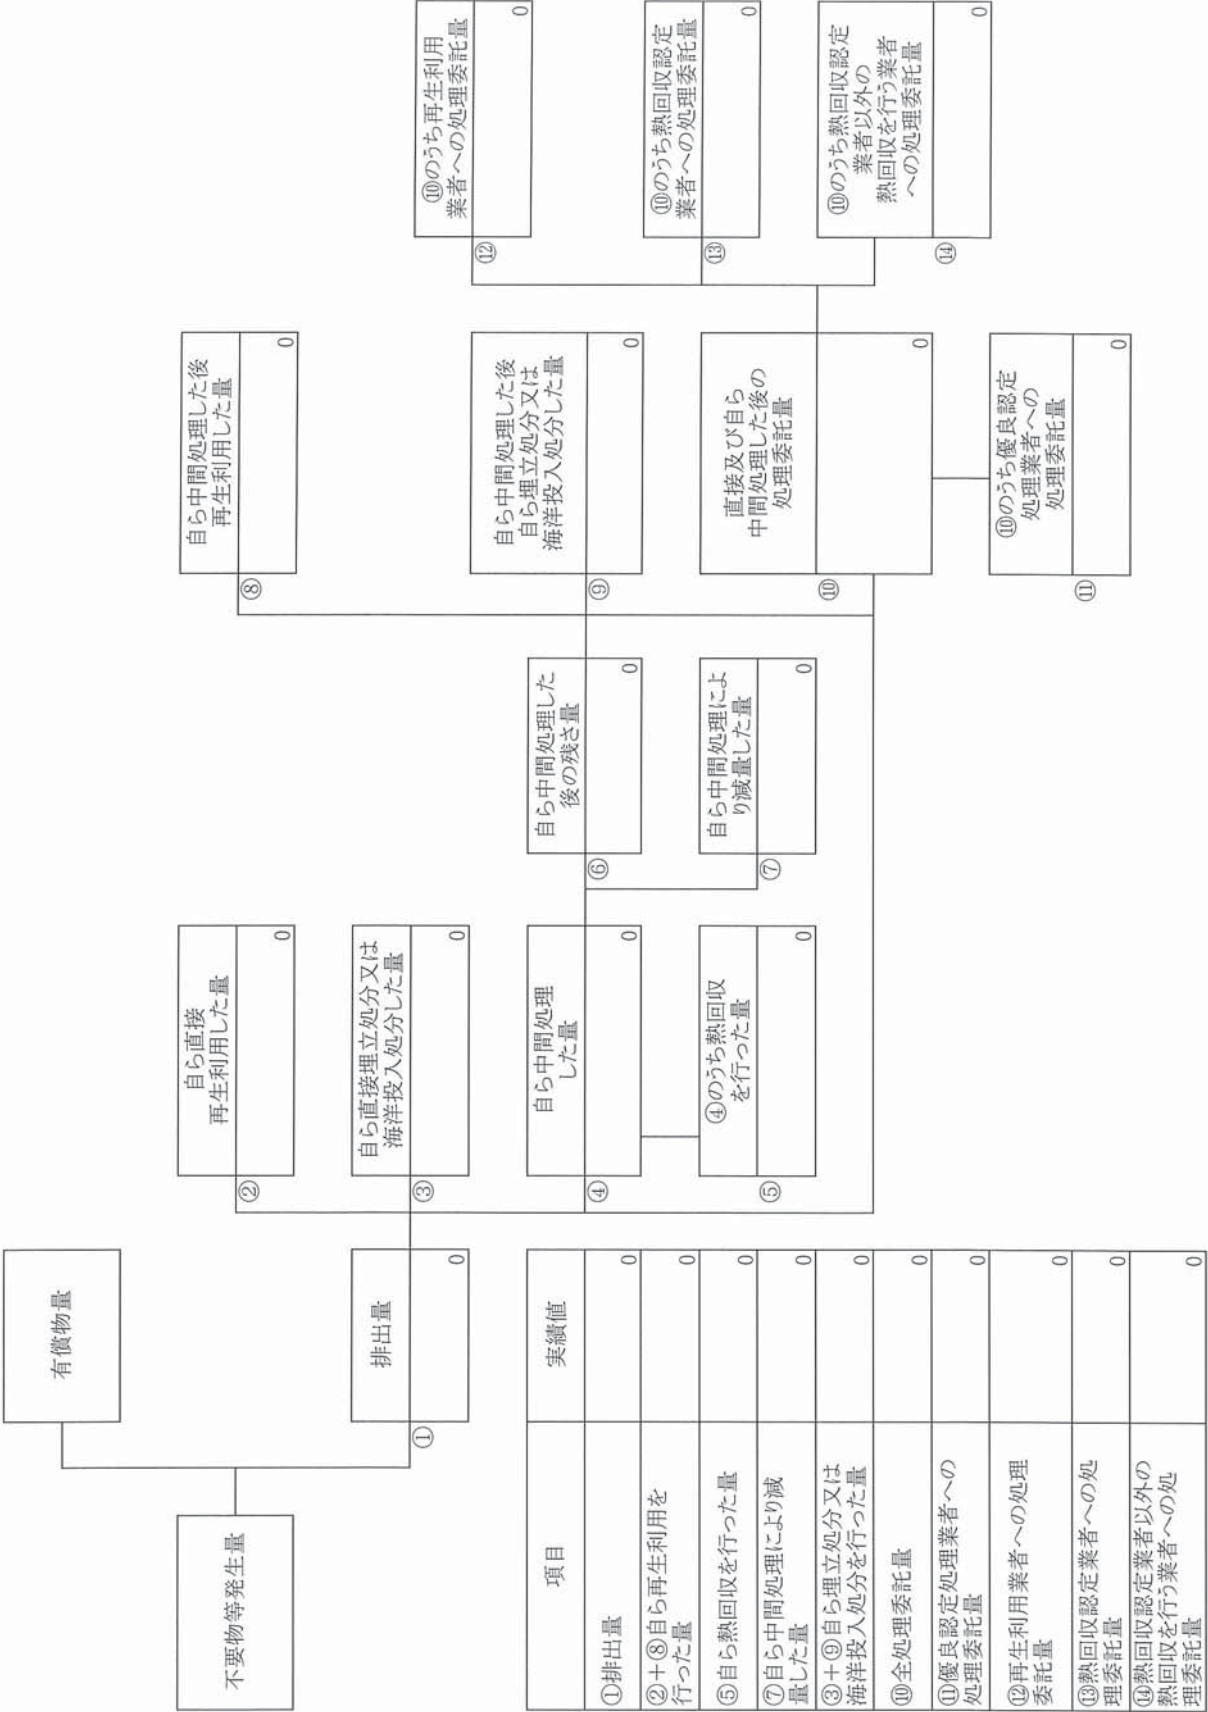 不要物等発生量
有償物量
①
排出量
0
②
自ら直接
再生利用した量
0
③
自ら直接埋立処分又は
海洋投入処分した量
0
④
自ら中間処理
した量
0
⑤
④のうち熱回収
を行った量
0
⑥
自ら中間処理した
後の残さ量
0
⑦
自ら中間処理によ
り減量した量
0
⑧
自ら中間処理した後
再生利用した量
0
⑨
自ら中間処理した後
自ら埋立処分又は
海洋投入処分した量
0
⑩
直接及び自ら
中間処理した後の
処理委託量
0
⑪
⑩のうち優良認定
処理業者への
処理委託量
0
⑫
⑩のうち再生利用
業者への処理委託量
0
⑬
⑩のうち熱回収認定
業者への処理委託量
0
⑭
⑩のうち熱回収認定
業者以外の
熱回収を行う業者
への処理委託量
0
項目 実績値
①排出量 0
②+⑧自ら再生利用を
行った量 0
⑤自ら熱回収を行った量 0
⑦自ら中間処理により減
量した量 0
③+⑨自ら埋立処分又は
海洋投入処分を行った量 0
⑩全処理委託量 0
⑪優良認定処理業者への
処理委託量 0
⑫再生利用業者への処理
委託量 0
⑬熱回収認定業者への処
理委託量 0
⑭熱回収認定業者以外の
熱回収を行う業者への処
理委託量 0